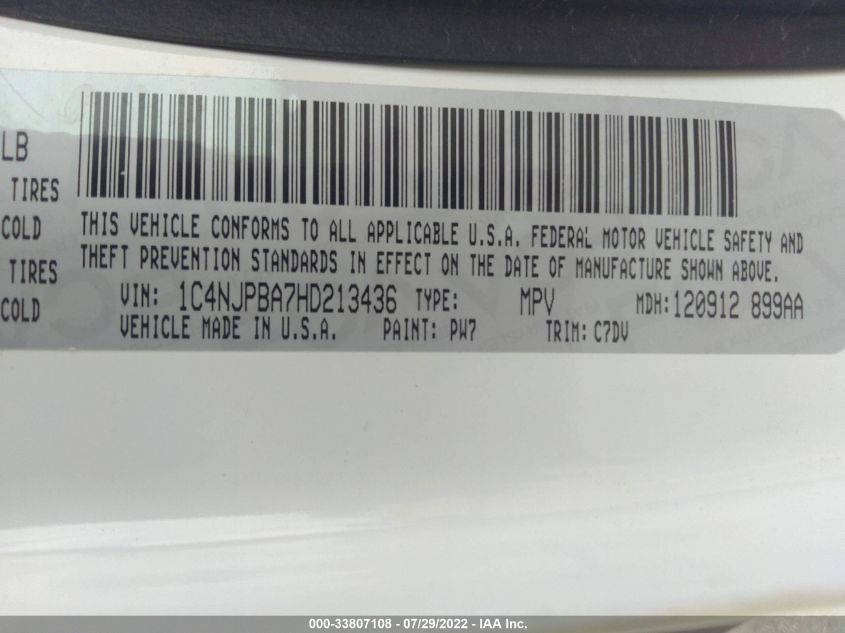 LB
TIRES
COLD
TIRES
COLD
THIS VEHICLE CONFORMS TO ALL APPLICABLE U.S.A. FEDERAL MOTOR VEHICLE SAFETY AND
THEFT PREVENTION STANDARDS IN EFFECT ON THE DATE OF MANUFACTURE SHOWN ABOVE.
VIN: 1C4NJPBA7HD213436 TYPE: MPV MDH:120912 899AA
VEHICLE MADE IN U.S.A. PAINT: PW7 TRIM: C7DV
000-33807108 - 07/29/2022 - IAA Inc.